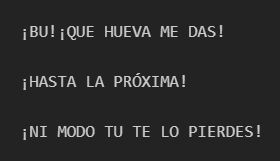 ¡BU!¡QUE HUEVA ME DAS!
¡HASTA LA PRÓXIMA!
¡NI MODO TU TE LO PIERDES!